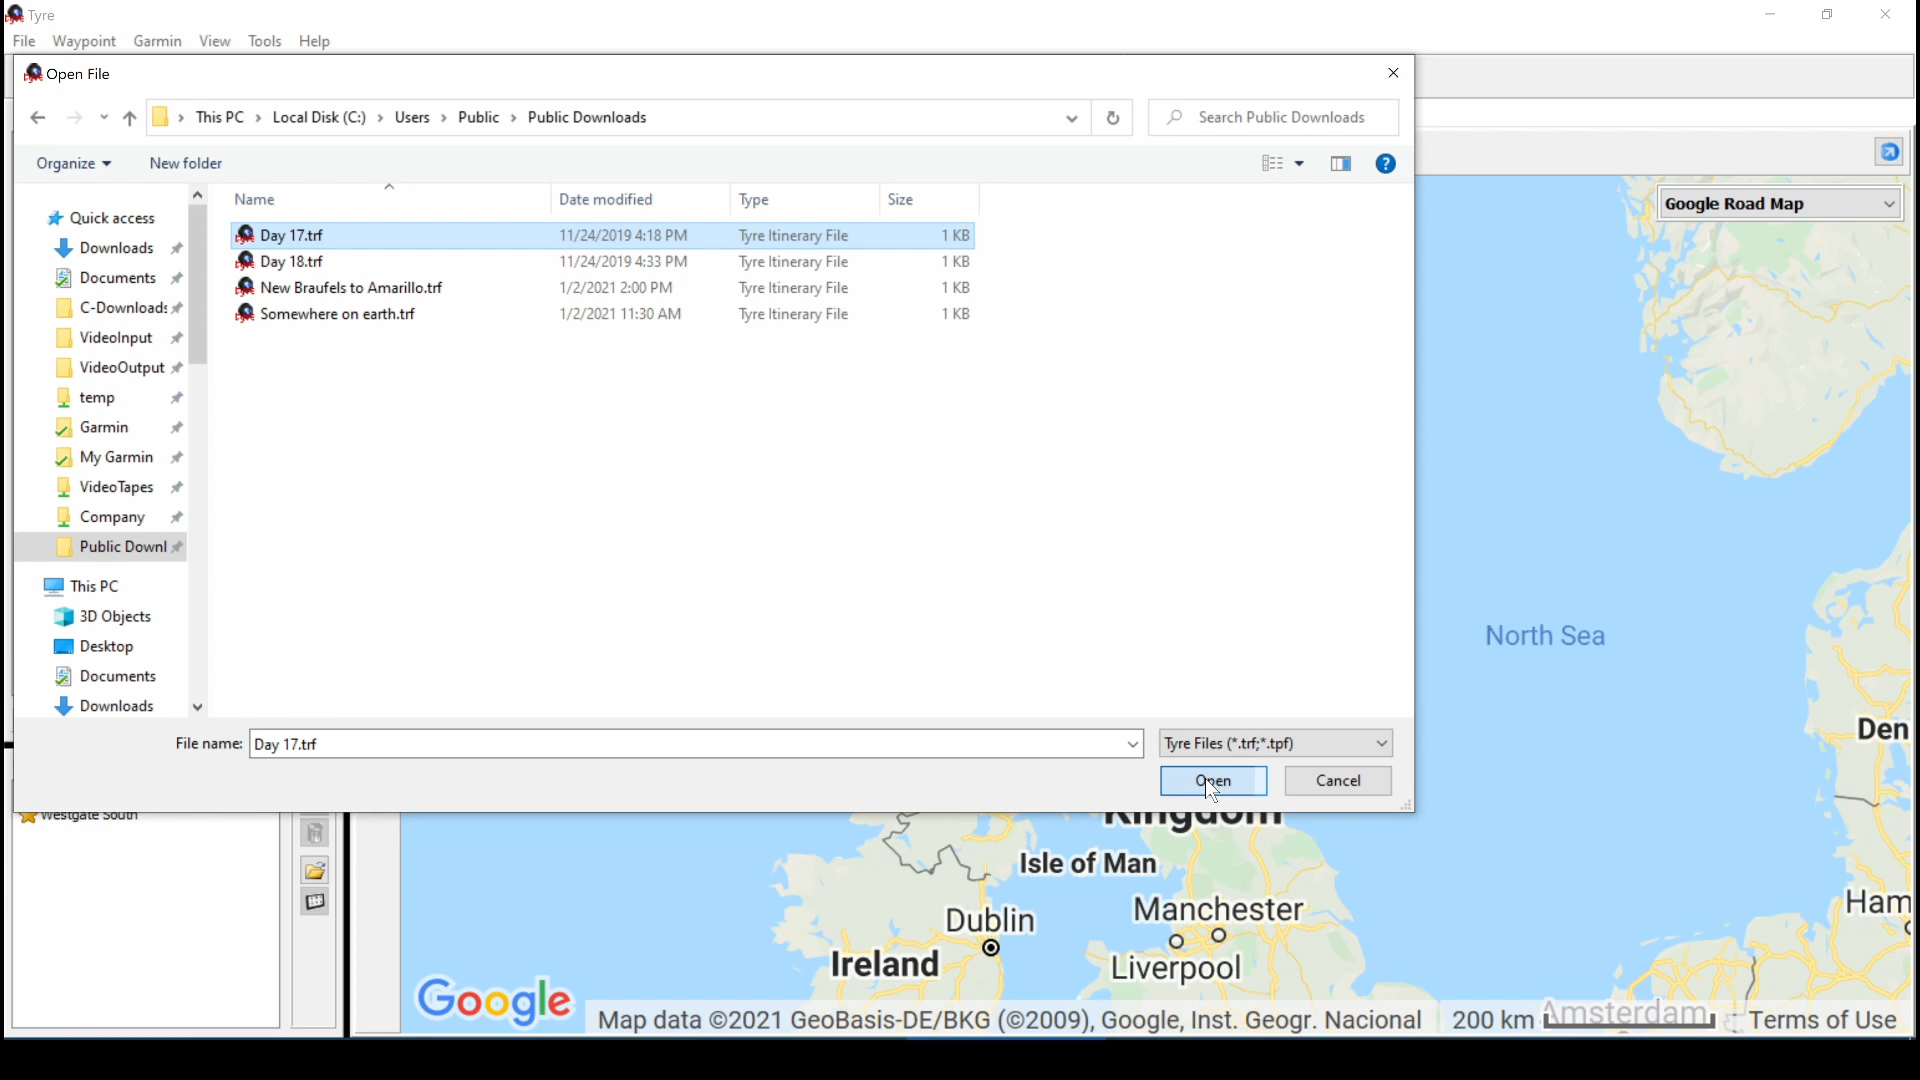 Tyre
File Waypoint Garmin View Tools Help
Open File
This PC > Local Disk (C:) > Users > Public > Public Downloads
Search Public Downloads
Organize New folder
Name Date modified Type Size
Quick access
Downloads
Documents
C-Downloads
VideoInput
VideoOutput
temp
Garmin
My Garmin
VideoTapes
Company
Public Downl
This PC
3D Objects
Desktop
Documents
Downloads
Day 17.trf 11/24/2019 4:18 PM Tyre Itinerary File 1 KB
Day 18.trf 11/24/2019 4:33 PM Tyre Itinerary File 1 KB
New Braufels to Amarillo.trf 1/2/2021 2:00 PM Tyre Itinerary File 1 KB
Somewhere on earth.trf 1/2/2021 11:30 AM Tyre Itinerary File 1 KB
File name: Day 17.trf
Tyre Files (*.trf;*.tpf)
Open Cancel
Google Road Map
North Sea
Den
Westgate South
Kingdom
Isle of Man
Ham
Manchester
Dublin
Ireland
Liverpool
Amsterdam
Google
Map data ©2021 GeoBasis-DE/BKG (©2009), Google, Inst. Geogr. Nacional 200 km Terms of Use